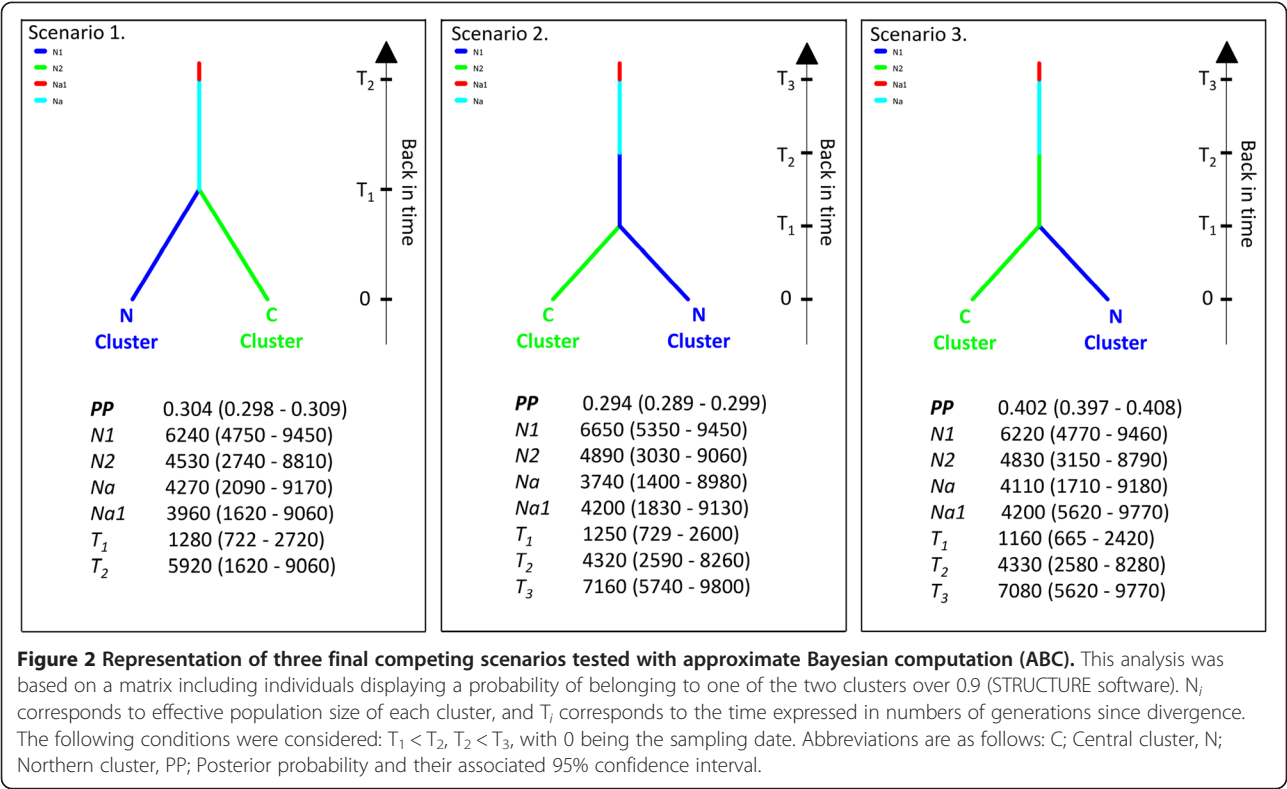 Scenario 1.
N1
N2
Na1
Na
T2
T1
0
Back in time
N
Cluster
C
Cluster
PP 0.304 (0.298 - 0.309)
N1 6240 (4750 - 9450)
N2 4530 (2740 - 8810)
Na 4270 (2090 - 9170)
Na1 3960 (1620 - 9060)
T1 1280 (722 - 2720)
T2 5920 (1620 - 9060)
Scenario 2.
N1
N2
Na1
Na
T3
T2
T1
0
Back in time
C
Cluster
N
Cluster
PP 0.294 (0.289 - 0.299)
N1 6650 (5350 - 9450)
N2 4890 (3030 - 9060)
Na 3740 (1400 - 8980)
Na1 4200 (1830 - 9130)
T1 1250 (729 - 2600)
T2 4320 (2590 - 8260)
T3 7160 (5740 - 9800)
Scenario 3.
N1
N2
Na1
Na
T3
T2
T1
0
Back in time
C
Cluster
N
Cluster
PP 0.402 (0.397 - 0.408)
N1 6220 (4770 - 9460)
N2 4830 (3150 - 8790)
Na 4110 (1710 - 9180)
Na1 4200 (5620 - 9770)
T1 1160 (665 - 2420)
T2 4330 (2580 - 8280)
T3 7080 (5620 - 9770)
Figure 2 Representation of three final competing scenarios tested with approximate Bayesian computation (ABC). This analysis was
based on a matrix including individuals displaying a probability of belonging to one of the two clusters over 0.9 (STRUCTURE software). Ni
corresponds to effective population size of each cluster, and Ti corresponds to the time expressed in numbers of generations since divergence.
The following conditions were considered: T1 < T2, T2 < T3, with 0 being the sampling date. Abbreviations are as follows: C; Central cluster, N;
Northern cluster, PP; Posterior probability and their associated 95% confidence interval.